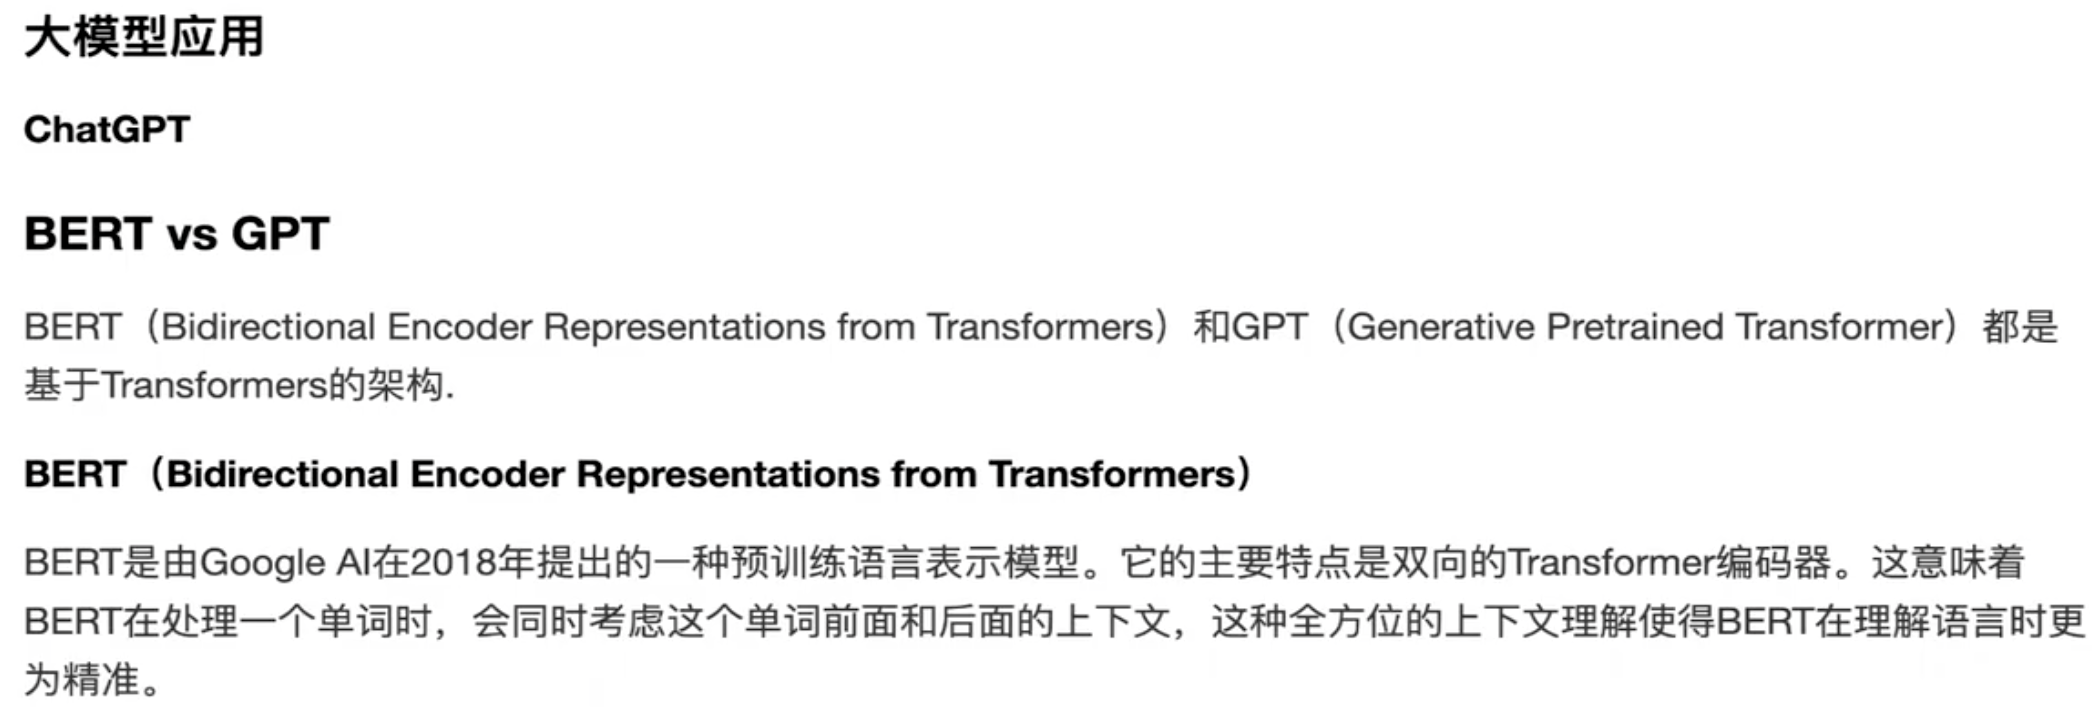 大模型应用
ChatGPT
BERT vs GPT
BERT（Bidirectional Encoder Representations from Transformers）和GPT（Generative Pretrained Transformer）都是
基于Transformers的架构.
BERT（Bidirectional Encoder Representations from Transformers）
BERT是由Google AI在2018年提出的一种预训练语言表示模型。它的主要特点是双向的Transformer编码器。这意味着
BERT在处理一个单词时，会同时考虑这个单词前面和后面的上下文，这种全方位的上下文理解使得BERT在理解语言时更
为精准。